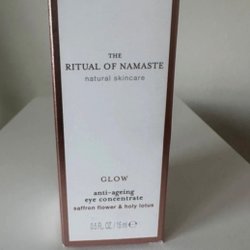 THE
RITUAL OF NAMASTE
natural skincare
GLOW
anti-ageing
eye concentrate
saffron flower & holy lotus
0.5 FL. OZ / 15 ml ℮